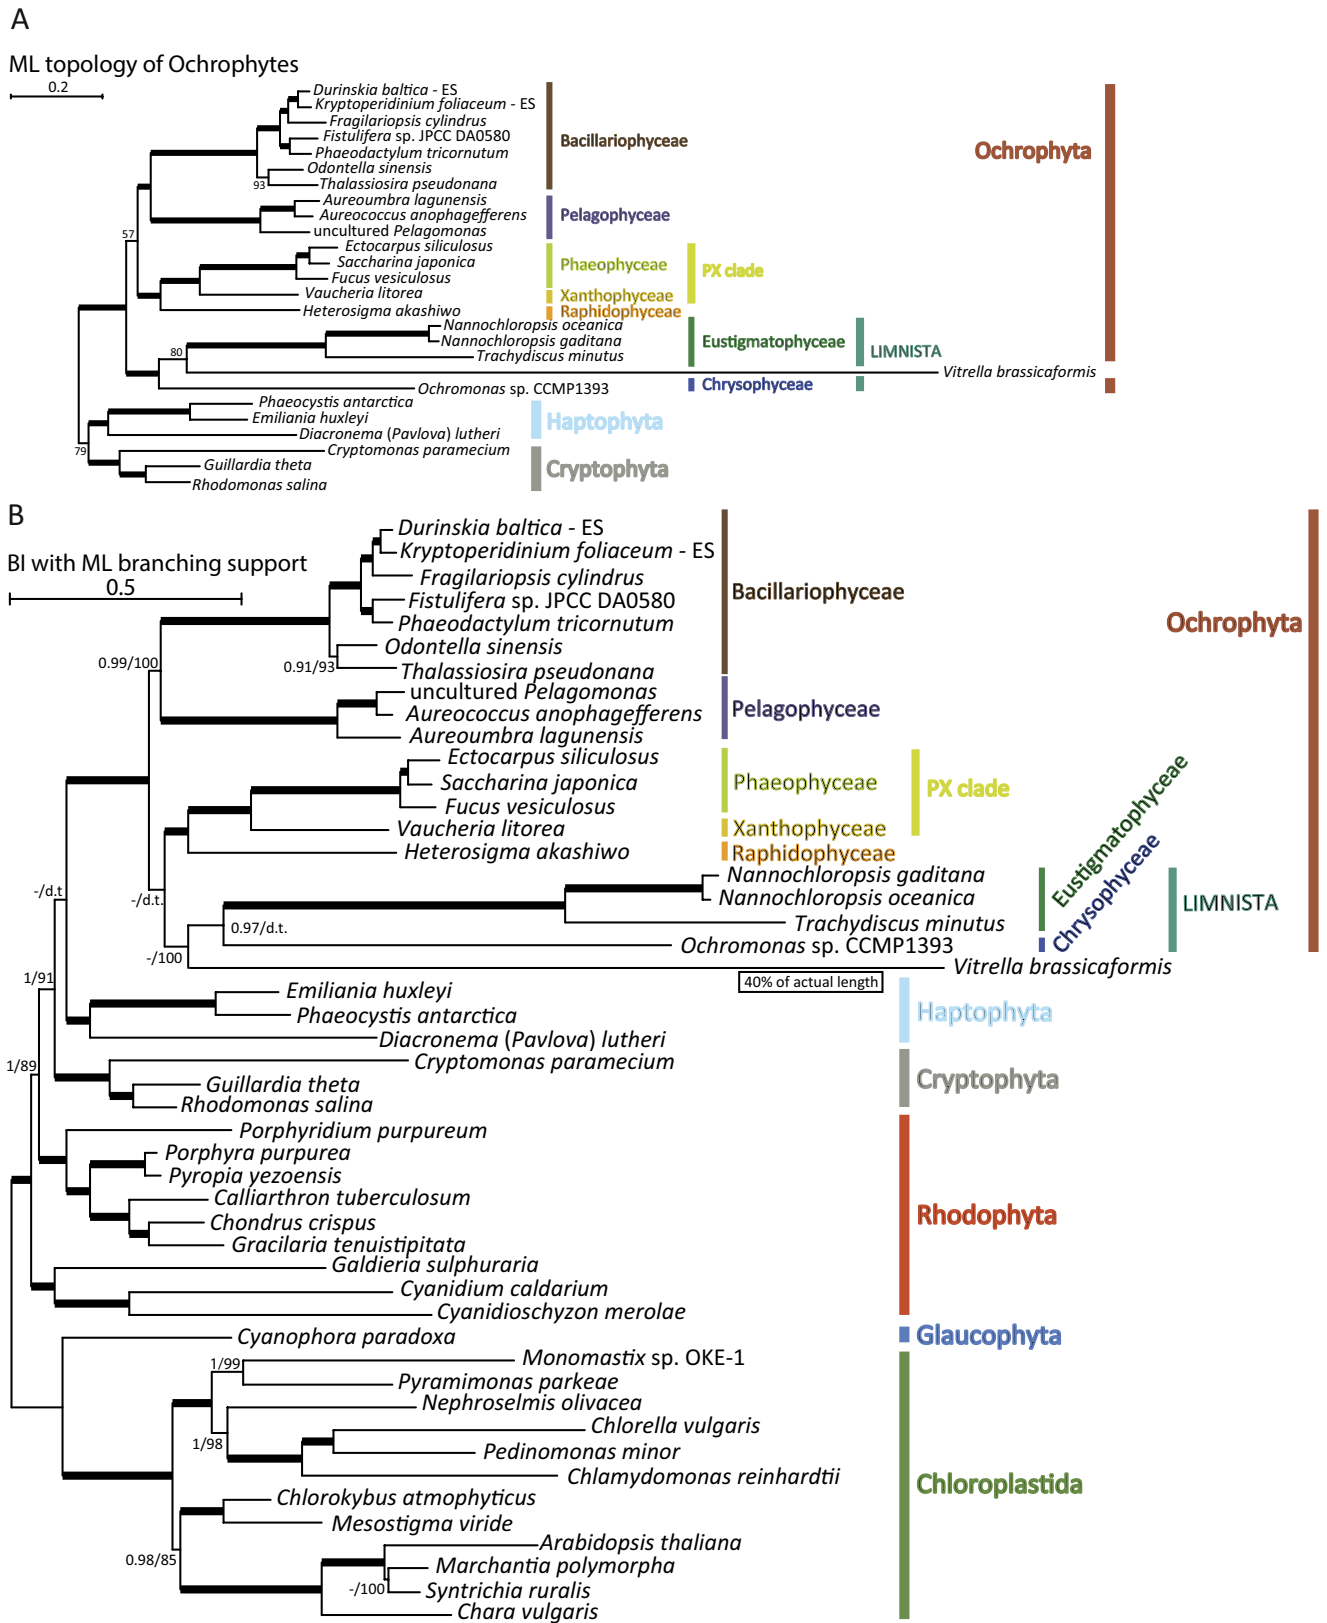 A
ML topology of Ochrophytes
0.2
Durinskia baltica - ES
Kryptoperidinium foliaceum - ES
Fragilariopsis cylindrus
Fistulifera sp. JPCC DA0580
Phaeodactylum tricornutum
Odontella sinensis
93
Thalassiosira pseudonana
Bacillariophyceae
Ochrophyta
Aureoumbra lagunensis
Aureococcus anophagefferens
uncultured Pelagomonas
Pelagophyceae
57
Ectocarpus siliculosus
Saccharina japonica
Fucus vesiculosus
Phaeophyceae
PX clade
Vaucheria litorea
Xanthophyceae
Heterosigma akashiwo
Raphidophyceae
Nannochloropsis oceanica
Nannochloropsis gaditana
Trachydiscus minutus
Eustigmatophyceae
LIMNISTA
80
Vitrella brassicaformis
Ochromonas sp. CCMP1393
Chrysophyceae
Phaeocystis antarctica
Emiliania huxleyi
Diacronema (Pavlova) lutheri
Haptophyta
79
Cryptomonas paramecium
Guillardia theta
Rhodomonas salina
Cryptophyta
B
BI with ML branching support
0.5
Durinskia baltica - ES
Kryptoperidinium foliaceum - ES
Fragilariopsis cylindrus
Fistulifera sp. JPCC DA0580
Phaeodactylum tricornutum
Odontella sinensis
Thalassiosira pseudonana
Bacillariophyceae
Ochrophyta
0.99/100
0.91/93
uncultured Pelagomonas
Aureococcus anophagefferens
Aureoumbra lagunensis
Pelagophyceae
Ectocarpus siliculosus
Saccharina japonica
Fucus vesiculosus
Phaeophyceae
PX clade
Vaucheria litorea
Xanthophyceae
Heterosigma akashiwo
Raphidophyceae
-/d.t.
-/d.t.
Nannochloropsis gaditana
Nannochloropsis oceanica
Trachydiscus minutus
Eustigmatophyceae
Chrysophyceae
LIMNISTA
0.97/d.t.
Ochromonas sp. CCMP1393
-/100
Vitrella brassicaformis
40% of actual length
1/91
Emiliania huxleyi
Phaeocystis antarctica
Diacronema (Pavlova) lutheri
Haptophyta
1/89
Cryptomonas paramecium
Guillardia theta
Rhodomonas salina
Cryptophyta
Porphyridium purpureum
Porphyra purpurea
Pyropia yezoensis
Calliarthron tuberculosum
Chondrus crispus
Gracilaria tenuistipitata
Galdieria sulphuraria
Cyanidium caldarium
Cyanidioschyzon merolae
Rhodophyta
Cyanophora paradoxa
Glaucophyta
1/99
Monomastix sp. OKE-1
Pyramimonas parkeae
Nephroselmis olivacea
1/98
Chlorella vulgaris
Pedinomonas minor
Chlamydomonas reinhardtii
Chloroplastida
Chlorokybus atmophyticus
Mesostigma viride
0.98/85
Arabidopsis thaliana
Marchantia polymorpha
-/100
Syntrichia ruralis
Chara vulgaris